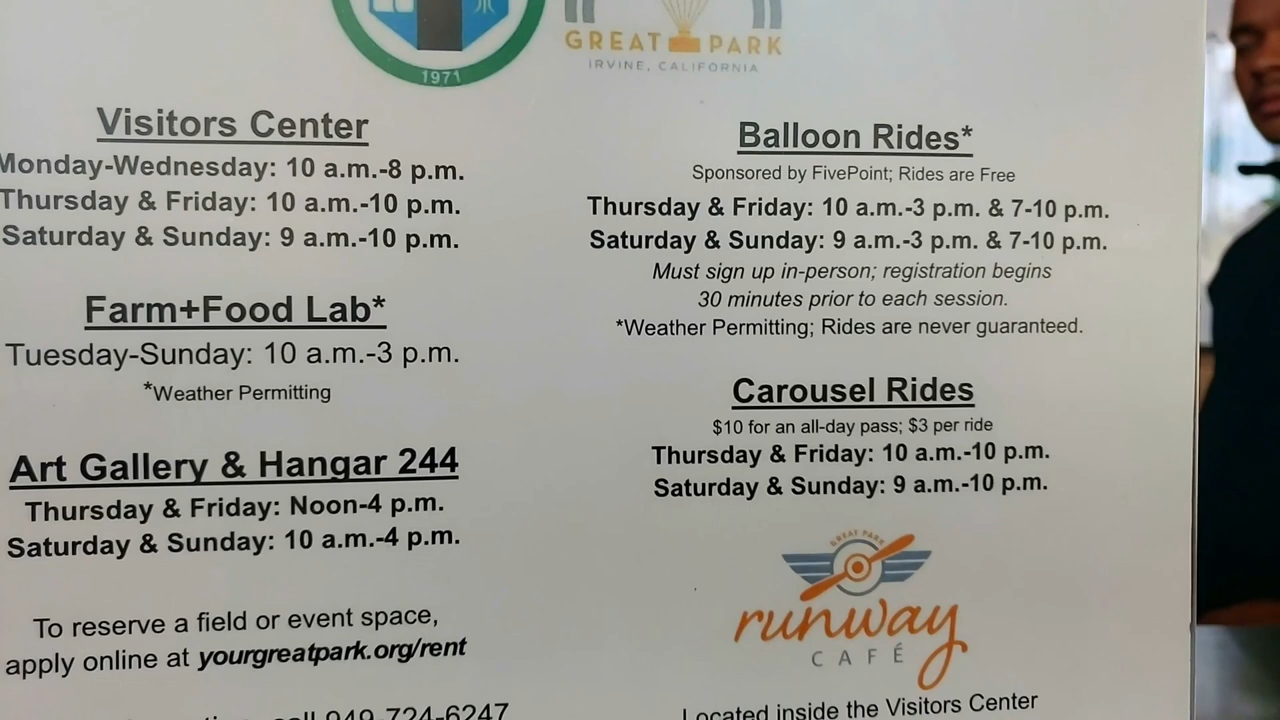 1971
GREAT PARK
IRVINE, CALIFORNIA
Visitors Center
Monday-Wednesday: 10 a.m.-8 p.m.
Thursday & Friday: 10 a.m.-10 p.m.
Saturday & Sunday: 9 a.m.-10 p.m.
Farm+Food Lab*
Tuesday-Sunday: 10 a.m.-3 p.m.
*Weather Permitting
Art Gallery & Hangar 244
Thursday & Friday: Noon-4 p.m.
Saturday & Sunday: 10 a.m.-4 p.m.
To reserve a field or event space,
apply online at yourgreatpark.org/rent
call 949-724-6247
Balloon Rides*
Sponsored by FivePoint; Rides are Free
Thursday & Friday: 10 a.m.-3 p.m. & 7-10 p.m.
Saturday & Sunday: 9 a.m.-3 p.m. & 7-10 p.m.
Must sign up in-person; registration begins
30 minutes prior to each session.
*Weather Permitting; Rides are never guaranteed.
Carousel Rides
$10 for an all-day pass; $3 per ride
Thursday & Friday: 10 a.m.-10 p.m.
Saturday & Sunday: 9 a.m.-10 p.m.
GREAT PARK
runway
CAFÉ
Located inside the Visitors Center